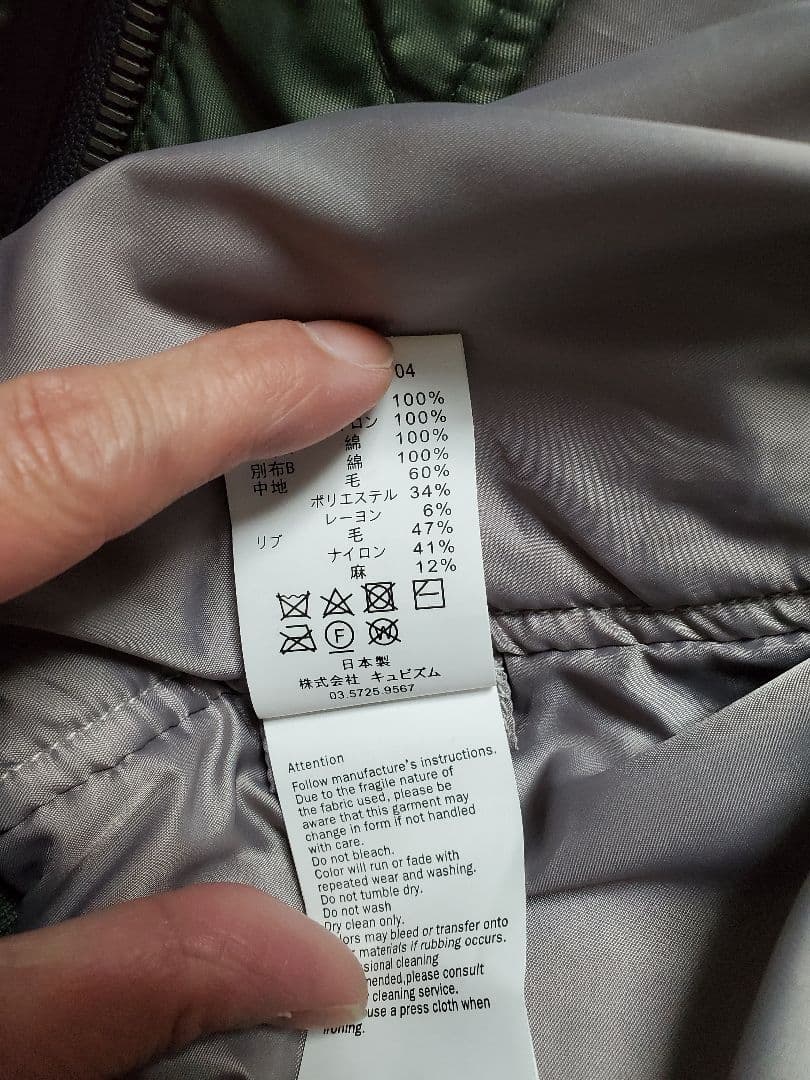 04
100%
ロン 100%
綿 100%
別布B 綿 100%
中地 毛 60%
ポリエステル 34%
レーヨン 6%
リブ 毛 47%
ナイロン 41%
麻 12%
F W
日本製
株式会社 キュビズム
03.5725.9567
Attention
Follow manufacture's instructions.
Due to the fragile nature of
the fabric used, please be
aware that this garment may
change in form if not handled
with care.
Do not bleach.
Color will run or fade with
repeated wear and washing.
Do not tumble dry.
Do not wash
Dry clean only.
lors may bleed or transfer onto
materials if rubbing occurs.
sional cleaning
mended,please consult
cleaning service.
use a press cloth when
ironing.